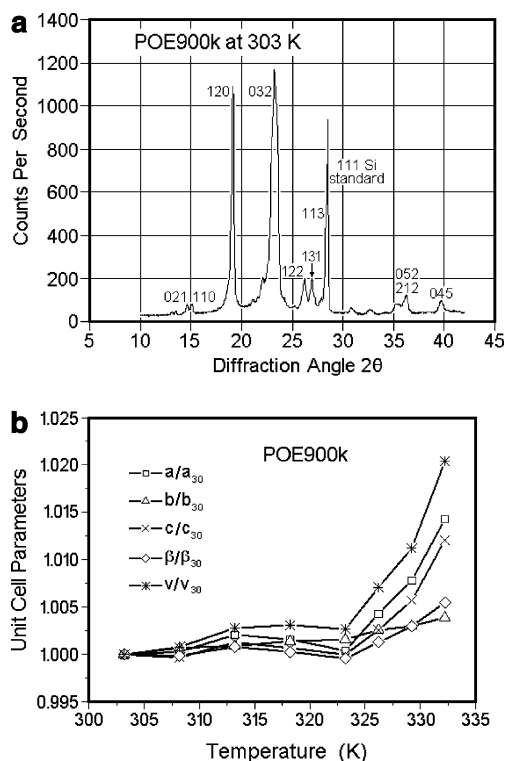 a
POE900k at 303 K
1400
1200
1000
800
600
400
200
0
Counts Per Second
120
032
111 Si
standard
113
131
122
021
110
052
212
045
5
10
15
20
25
30
35
40
45
Diffraction Angle 2θ
b
POE900k
1.025
1.020
1.015
1.010
1.005
1.000
0.995
Unit Cell Parameters
a/a30
b/b30
c/c30
β/β30
v/v30
300
305
310
315
320
325
330
335
Temperature (K)